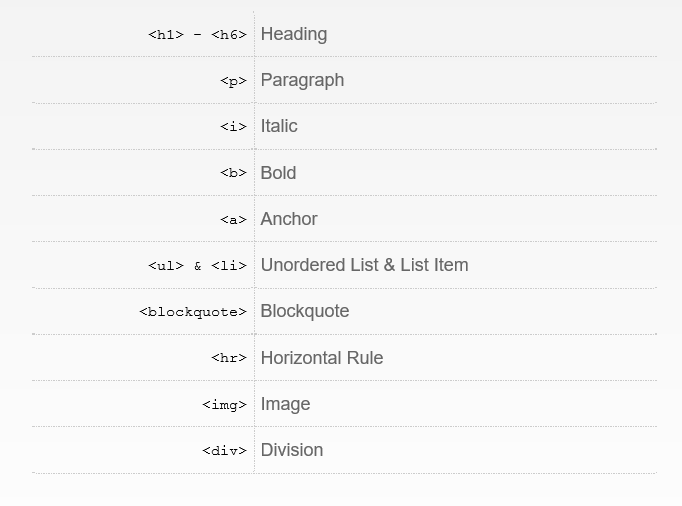 <h1> - <h6> Heading
<p> Paragraph
<i> Italic
<b> Bold
<a> Anchor
<ul> & <li> Unordered List & List Item
<blockquote> Blockquote
<hr> Horizontal Rule
<img> Image
<div> Division